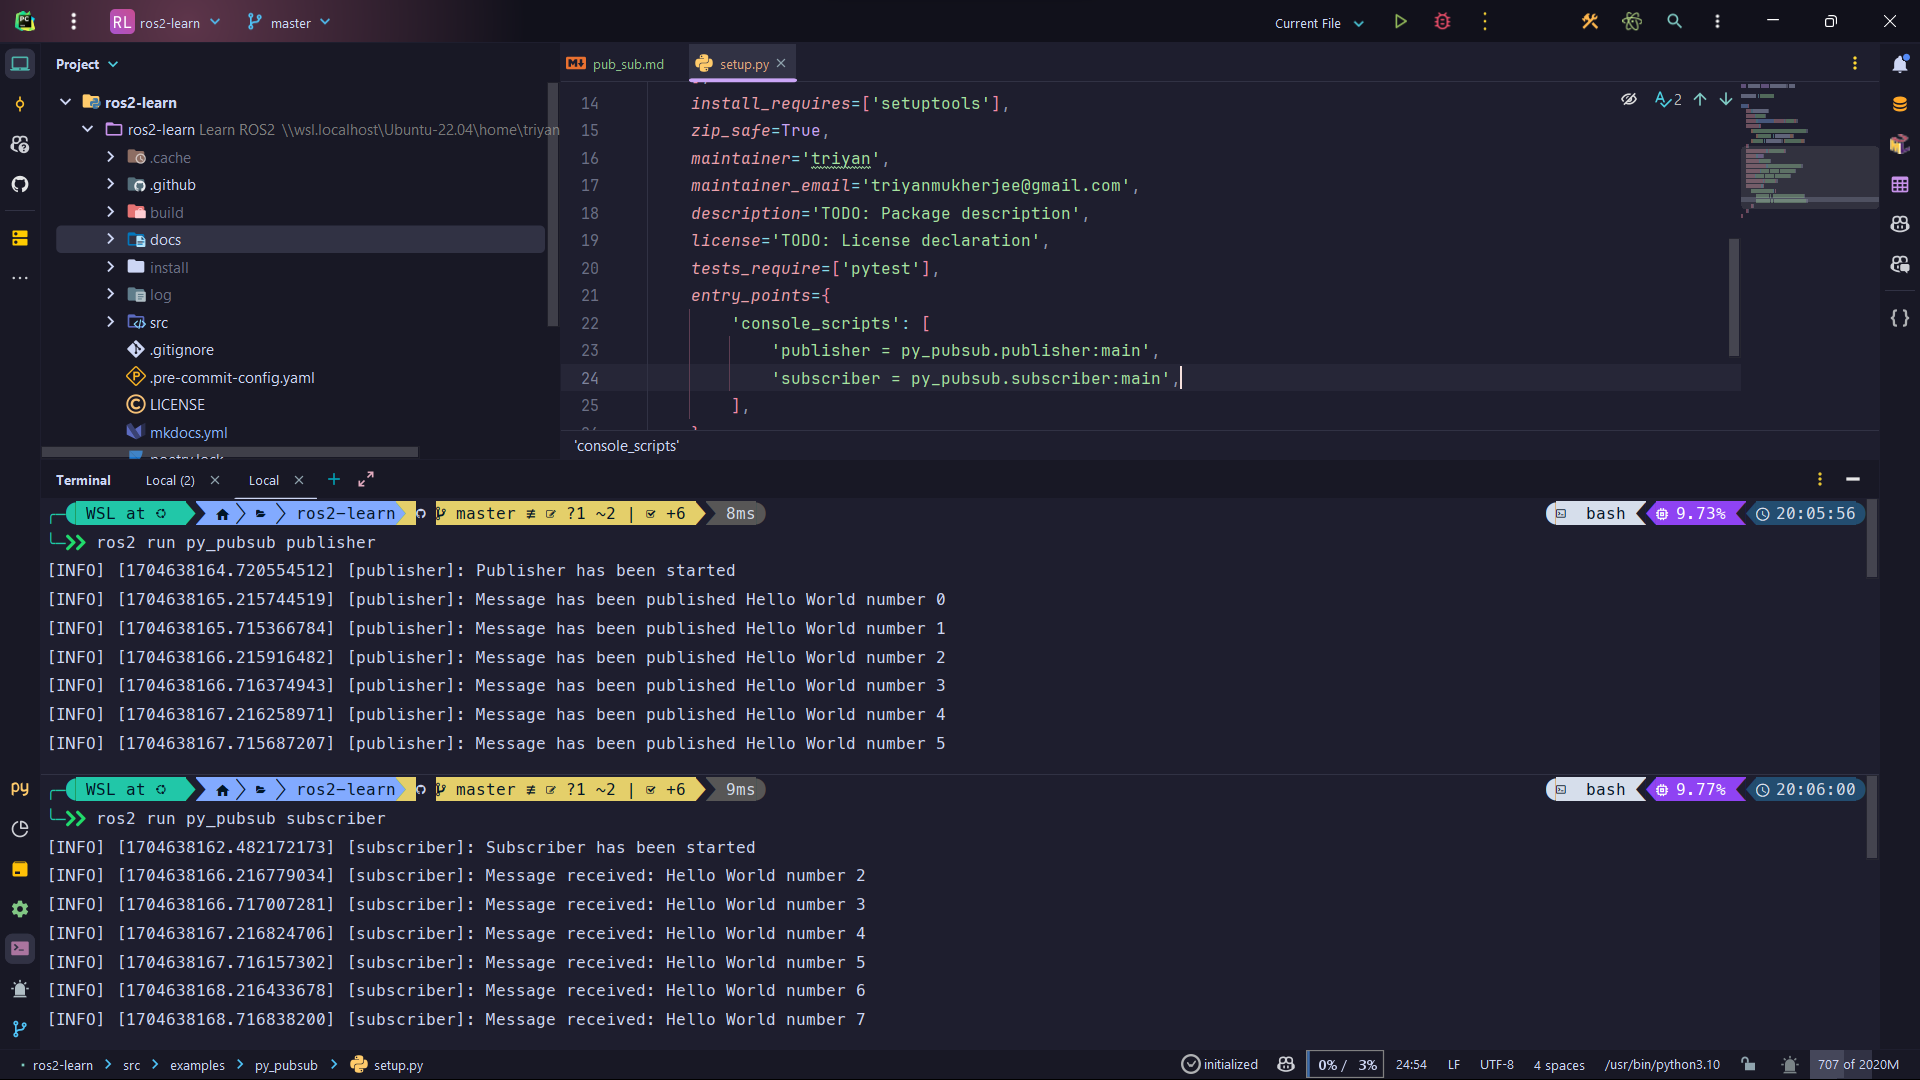 PC RL ros2-learn master Current File
Project
pub_sub.md setup.py
ros2-learn
ros2-learn Learn ROS2 \\wsl.localhost\Ubuntu-22.04\home\triyan
.cache
.github
build
docs
install
log
src
.gitignore
.pre-commit-config.yaml
LICENSE
mkdocs.yml
poetry.lock
2
14 install_requires=['setuptools'],
15 zip_safe=True,
16 maintainer='triyan',
17 maintainer_email='triyanmukherjee@gmail.com',
18 description='TODO: Package description',
19 license='TODO: License declaration',
20 tests_require=['pytest'],
21 entry_points={
22 'console_scripts': [
23 'publisher = py_pubsub.publisher:main',
24 'subscriber = py_pubsub.subscriber:main',
25 ],
'console_scripts'
Terminal Local (2) Local
WSL at ros2-learn master ≢ ?1 ~2 | +6 8ms bash 9.73% 20:05:56
ros2 run py_pubsub publisher
[INFO] [1704638164.720554512] [publisher]: Publisher has been started
[INFO] [1704638165.215744519] [publisher]: Message has been published Hello World number 0
[INFO] [1704638165.715366784] [publisher]: Message has been published Hello World number 1
[INFO] [1704638166.215916482] [publisher]: Message has been published Hello World number 2
[INFO] [1704638166.716374943] [publisher]: Message has been published Hello World number 3
[INFO] [1704638167.216258971] [publisher]: Message has been published Hello World number 4
[INFO] [1704638167.715687207] [publisher]: Message has been published Hello World number 5
WSL at ros2-learn master ≢ ?1 ~2 | +6 9ms bash 9.77% 20:06:00
ros2 run py_pubsub subscriber
[INFO] [1704638162.482172173] [subscriber]: Subscriber has been started
[INFO] [1704638166.216779034] [subscriber]: Message received: Hello World number 2
[INFO] [1704638166.717007281] [subscriber]: Message received: Hello World number 3
[INFO] [1704638167.216824706] [subscriber]: Message received: Hello World number 4
[INFO] [1704638167.716157302] [subscriber]: Message received: Hello World number 5
[INFO] [1704638168.216433678] [subscriber]: Message received: Hello World number 6
[INFO] [1704638168.716838200] [subscriber]: Message received: Hello World number 7
ros2-learn src examples py_pubsub setup.py initialized 0% / 3% 24:54 LF UTF-8 4 spaces /usr/bin/python3.10 707 of 2020M